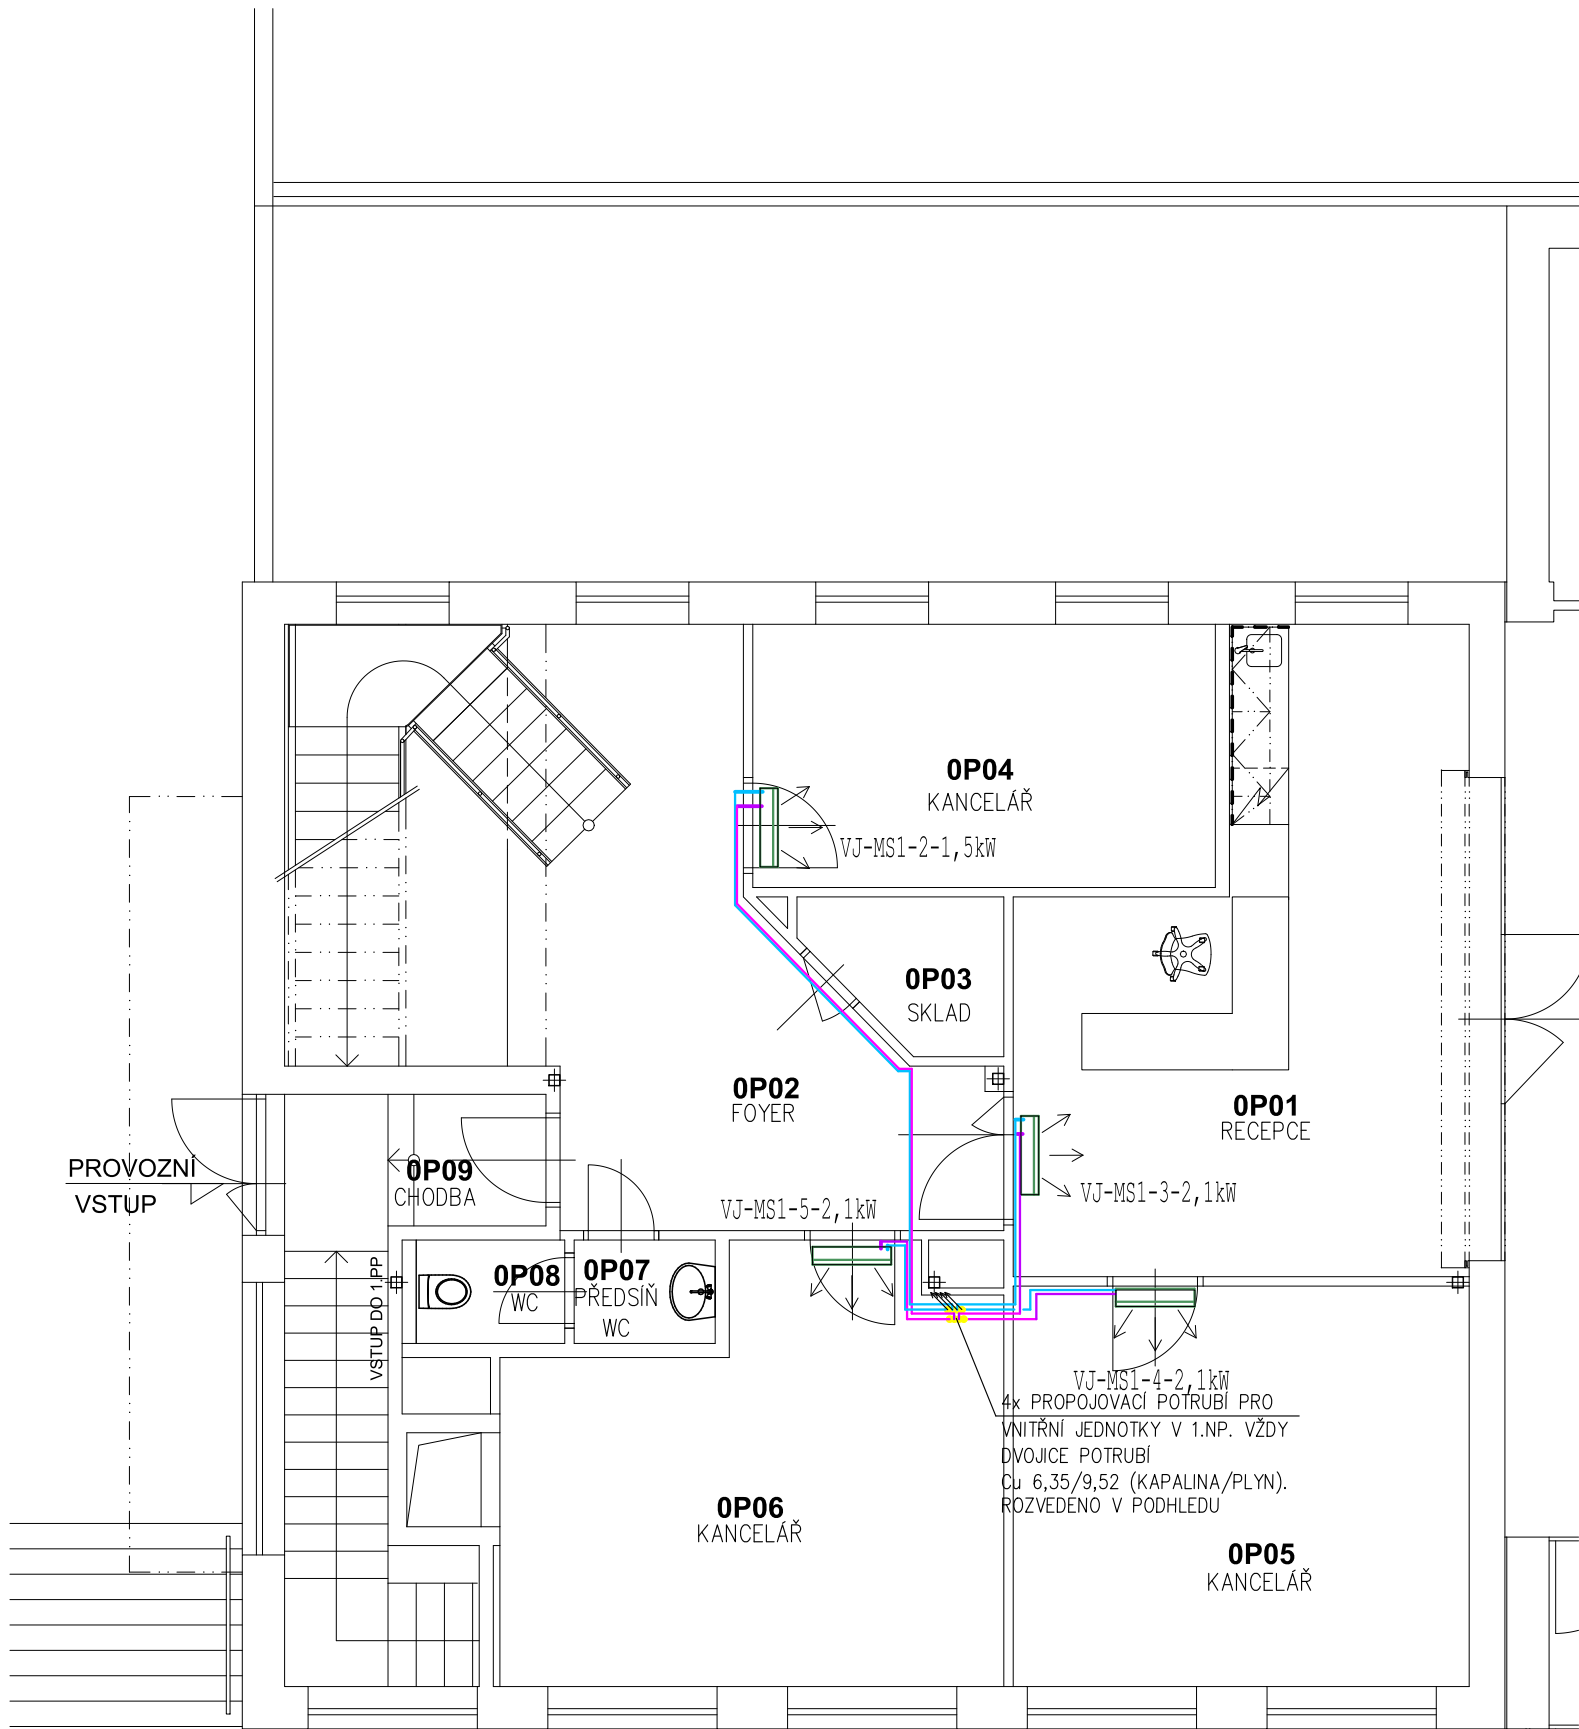 0P04
KANCELÁŘ
VJ-MS1-2-1,5kW
0P03
SKLAD
0P02
FOYER
0P01
RECEPCE
PROVOZNÍ
VSTUP
0P09
CHODBA
VJ-MS1-5-2,1kW
VJ-MS1-3-2,1kW
VSTUP DO 1.PP
0P08
WC
0P07
PŘEDSÍŇ
WC
VJ-MS1-4-2,1kW
4x PROPOJOVACÍ POTRUBÍ PRO
VNITŘNÍ JEDNOTKY V 1.NP. VŽDY
DVOJICE POTRUBÍ
Cu 6,35/9,52 (KAPALINA/PLYN).
ROZVEDENO V PODHLEDU
0P06
KANCELÁŘ
0P05
KANCELÁŘ